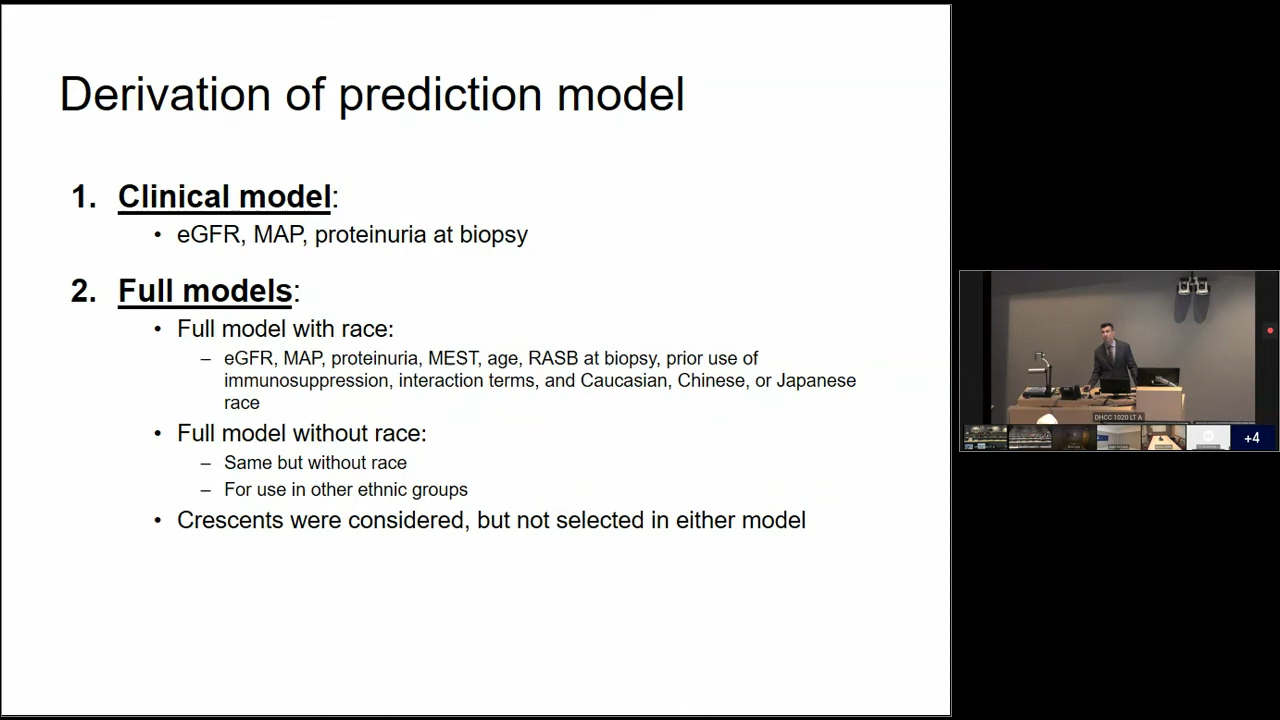 Derivation of prediction model
1. Clinical model:
• eGFR, MAP, proteinuria at biopsy
2. Full models:
• Full model with race:
– eGFR, MAP, proteinuria, MEST, age, RASB at biopsy, prior use of
immunosuppression, interaction terms, and Caucasian, Chinese, or Japanese
race
• Full model without race:
– Same but without race
– For use in other ethnic groups
• Crescents were considered, but not selected in either model
DHCC 1020 LT A
+4